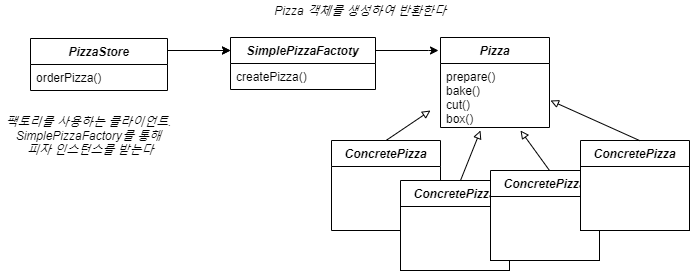 Pizza 객체를 생성하여 반환한다
PizzaStore
orderPizza()
SimplePizzaFactoty
createPizza()
Pizza
prepare()
bake()
cut()
box()
팩토리를 사용하는 클라이언트.
SimplePizzaFactory를 통해
피자 인스턴스를 받는다
ConcretePizza
ConcretePizza
ConcretePizza
ConcretePizza